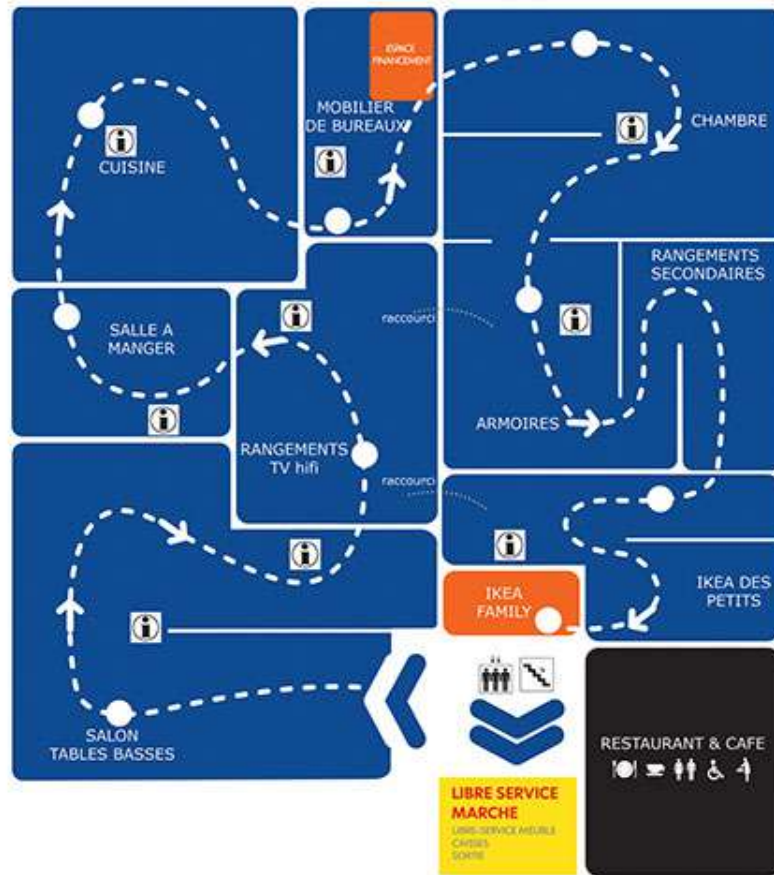 ESPACE
FINANCEMENT
MOBILIER
DE BUREAUX
CUISINE
CHAMBRE
RANGEMENTS
SECONDAIRES
SALLE A
MANGER
raccourci
ARMOIRES
RANGEMENTS
TV hifi
raccourci
IKEA
FAMILY
IKEA DES
PETITS
SALON
TABLES BASSES
RESTAURANT & CAFE
LIBRE SERVICE
MARCHE
LIBRE-SERVICE MEUBLE
CAISSES
SORTIE